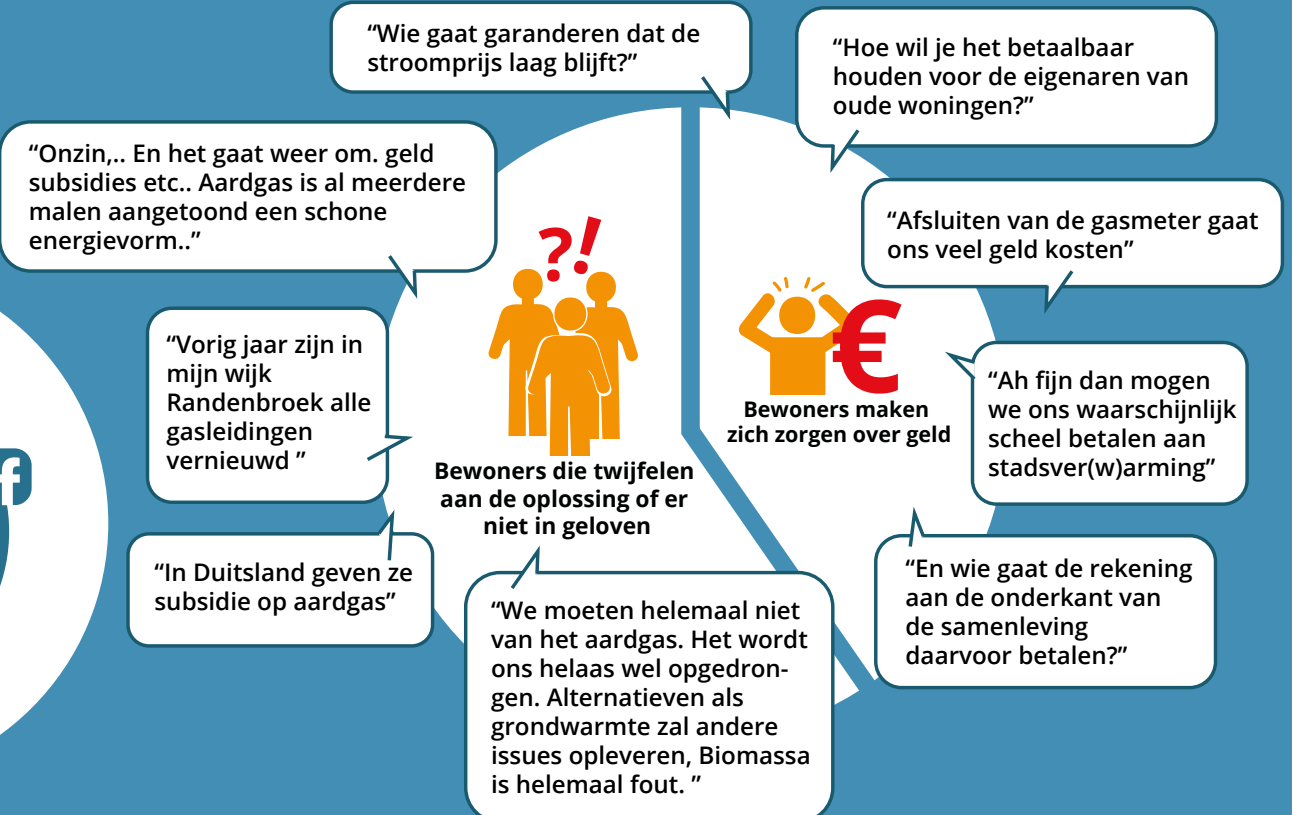 “Wie gaat garanderen dat de
stroomprijs laag blijft?”
“Hoe wil je het betaalbaar
houden voor de eigenaren van
oude woningen?”
“Onzin,.. En het gaat weer om. geld
subsidies etc.. Aardgas is al meerdere
malen aangetoond een schone
energievorm..”
“Afsluiten van de gasmeter gaat
ons veel geld kosten”
?!
€
“Vorig jaar zijn in
mijn wijk
Randenbroek alle
gasleidingen
vernieuwd ”
“Ah fijn dan mogen
we ons waarschijnlijk
scheel betalen aan
stadsver(w)arming”
Bewoners maken
zich zorgen over geld
f
Bewoners die twijfelen
aan de oplossing of er
niet in geloven
“In Duitsland geven ze
subsidie op aardgas”
“We moeten helemaal niet
van het aardgas. Het wordt
ons helaas wel opgedron-
gen. Alternatieven als
grondwarmte zal andere
issues opleveren, Biomassa
is helemaal fout. ”
“En wie gaat de rekening
aan de onderkant van
de samenleving
daarvoor betalen?”